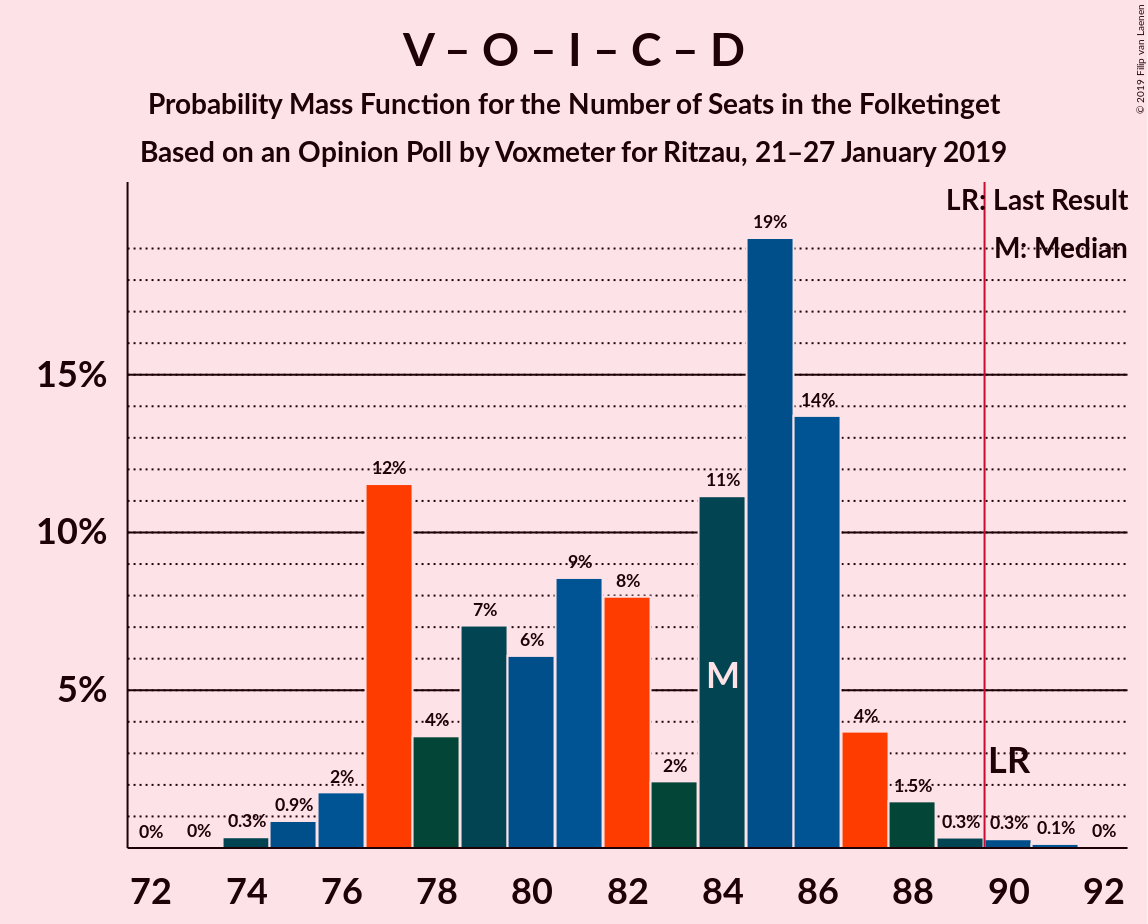 V – O – I – C – D
Probability Mass Function for the Number of Seats in the Folketinget
Based on an Opinion Poll by Voxmeter for Ritzau, 21–27 January 2019
© 2019 Filip van Laenen
LR: Last Result
M: Median
15%
10%
5%
0%
0%
0.3%
0.9%
2%
12%
4%
7%
6%
9%
8%
2%
11%
19%
14%
4%
1.5%
0.3%
0.3%
0.1%
0%
M
LR
72 74 76 78 80 82 84 86 88 90 92